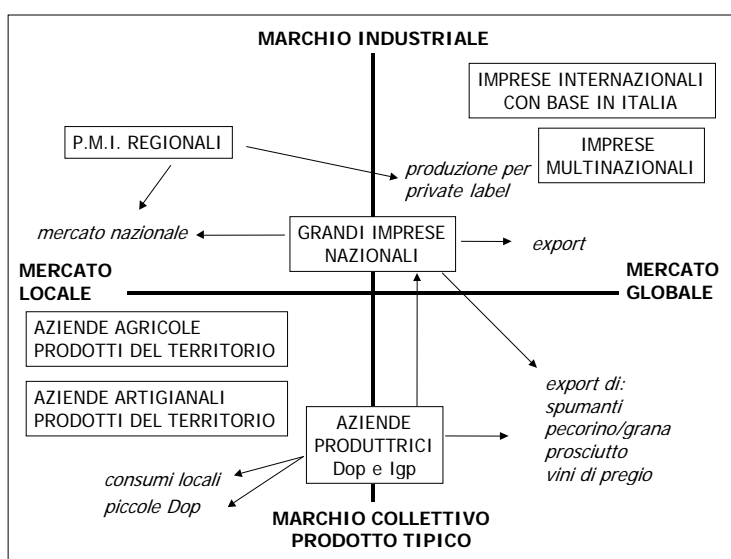 MARCHIO INDUSTRIALE
IMPRESE INTERNAZIONALI
CON BASE IN ITALIA
P.M.I. REGIONALI
IMPRESE
MULTINAZIONALI
produzione per
private label
mercato nazionale
GRANDI IMPRESE
NAZIONALI
export
MERCATO
LOCALE
MERCATO
GLOBALE
AZIENDE AGRICOLE
PRODOTTI DEL TERRITORIO
AZIENDE ARTIGIANALI
PRODOTTI DEL TERRITORIO
export di:
spumanti
pecorino/grana
prosciutto
vini di pregio
AZIENDE
PRODUTTRICI
Dop e Igp
consumi locali
piccole Dop
MARCHIO COLLETTIVO
PRODOTTO TIPICO